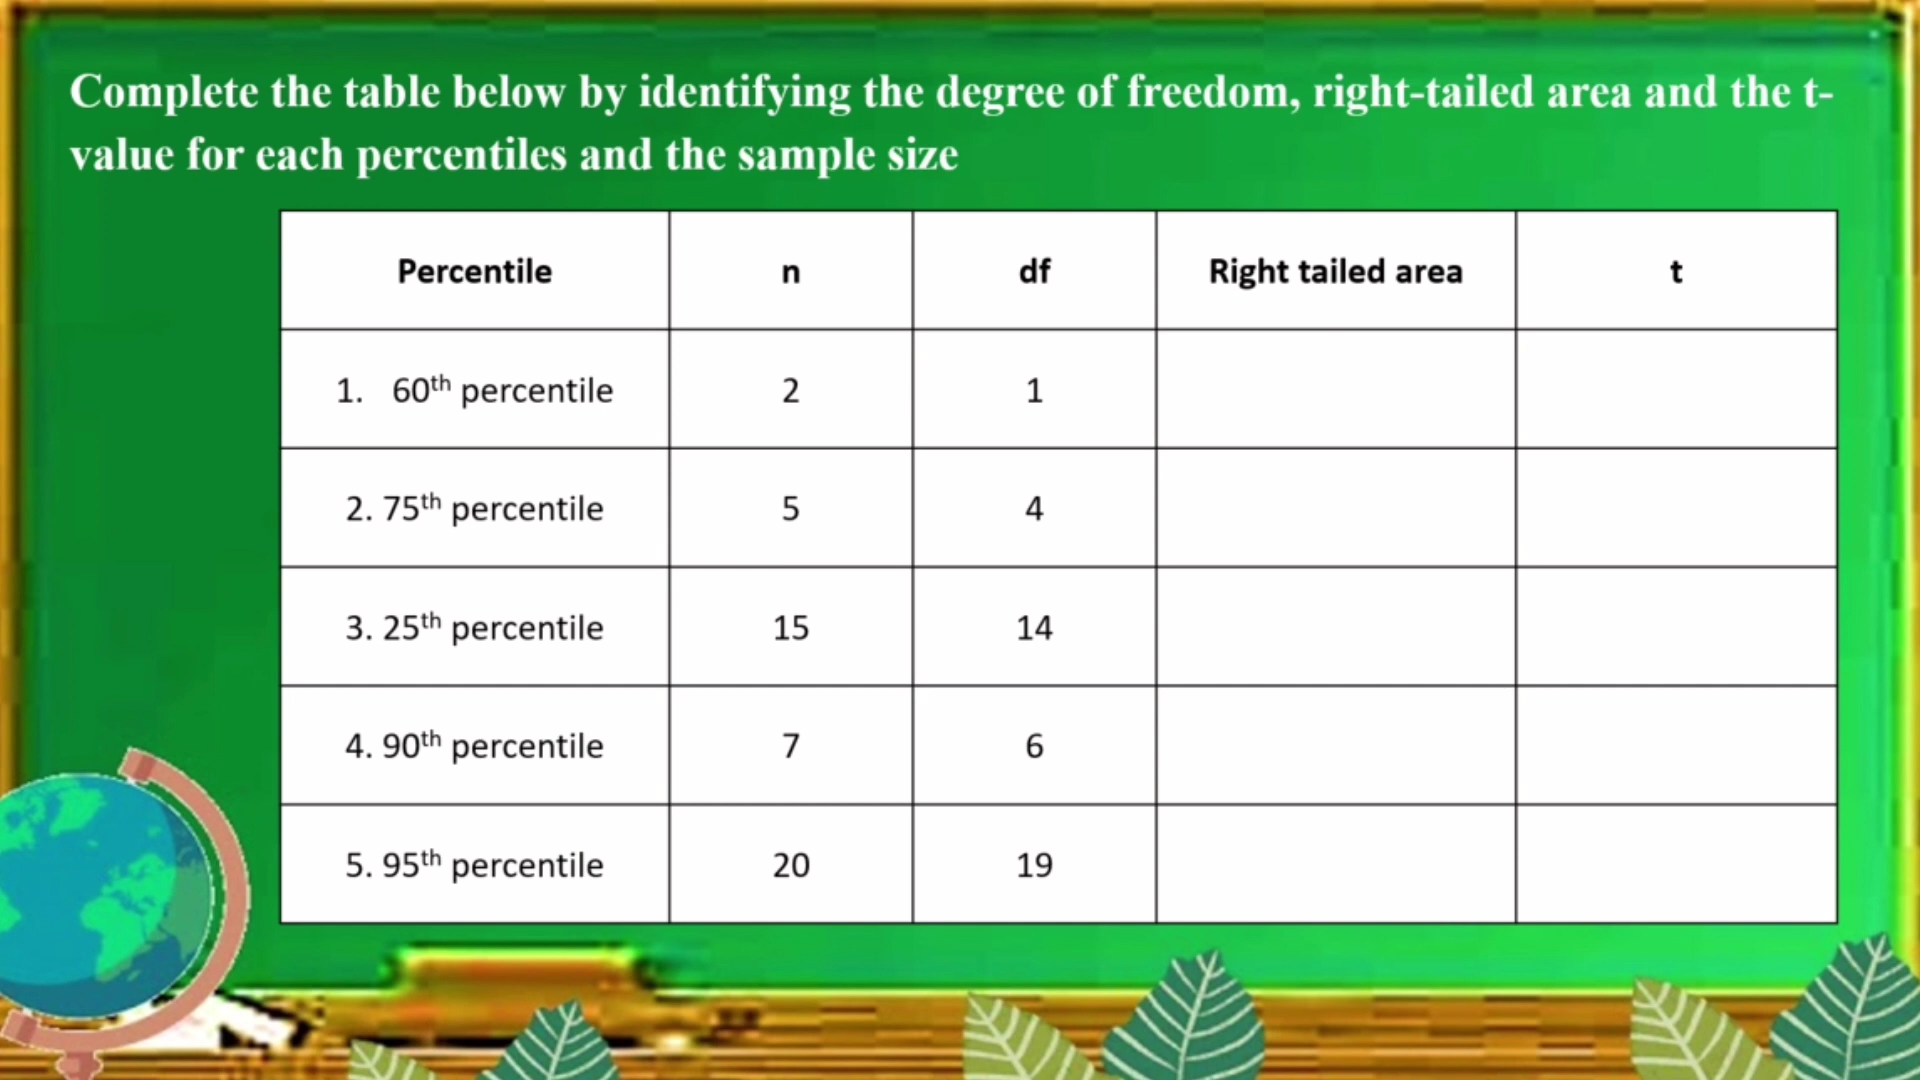 Complete the table below by identifying the degree of freedom, right-tailed area and the t-
value for each percentiles and the sample size
Percentile n df Right tailed area t
1. 60th percentile 2 1
2. 75th percentile 5 4
3. 25th percentile 15 14
4. 90th percentile 7 6
5. 95th percentile 20 19